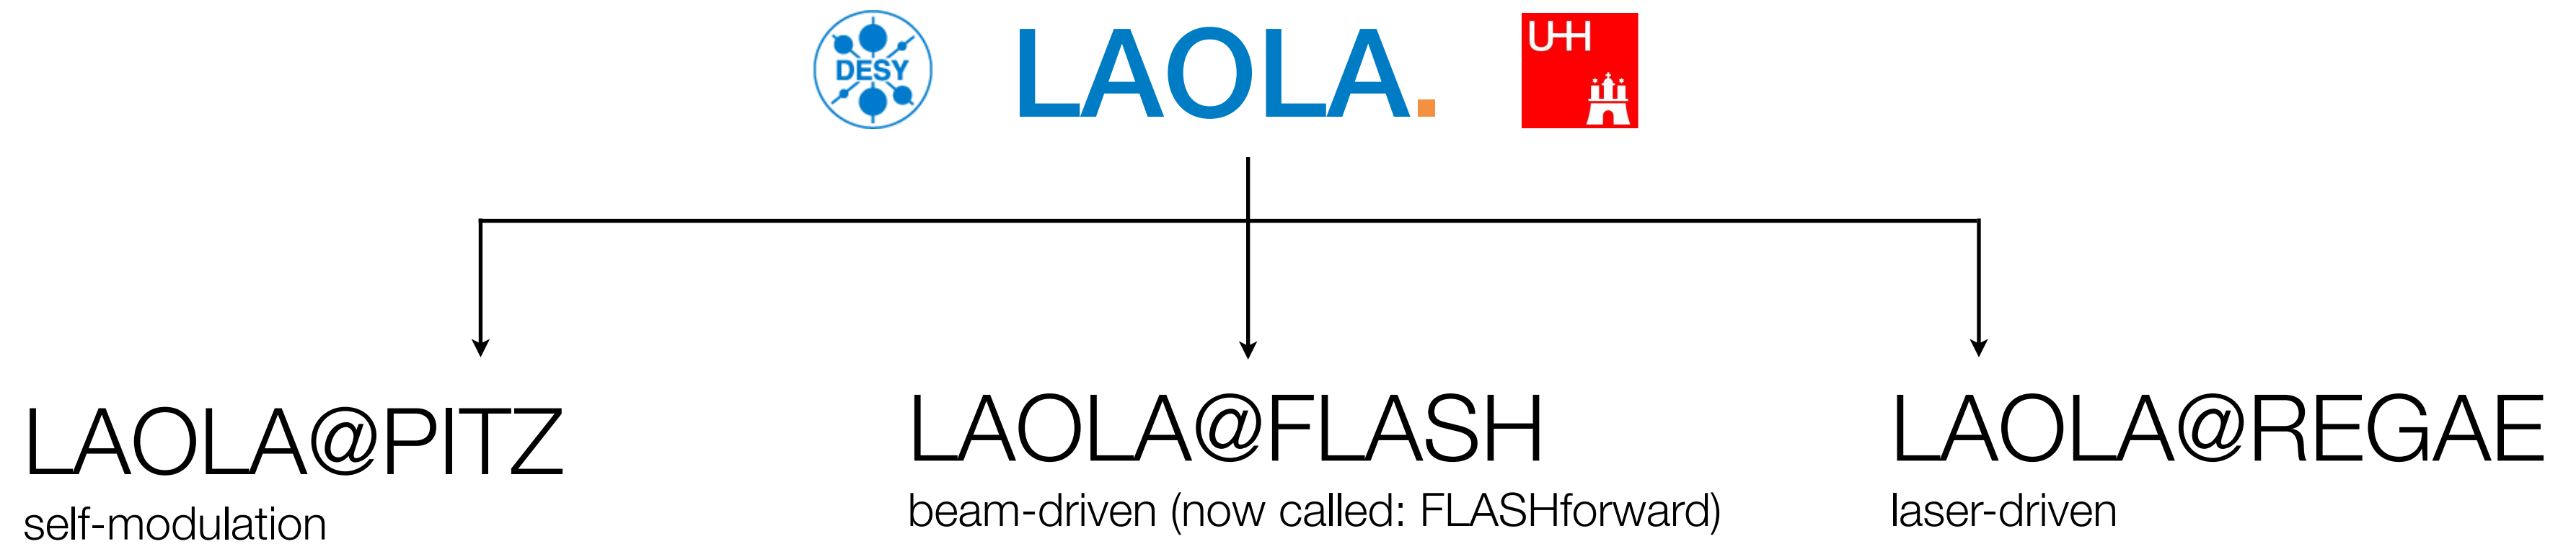 DESY
LAOLA.
UHH
LAOLA@PITZ
self-modulation
LAOLA@FLASH
beam-driven (now called: FLASHforward)
LAOLA@REGAE
laser-driven